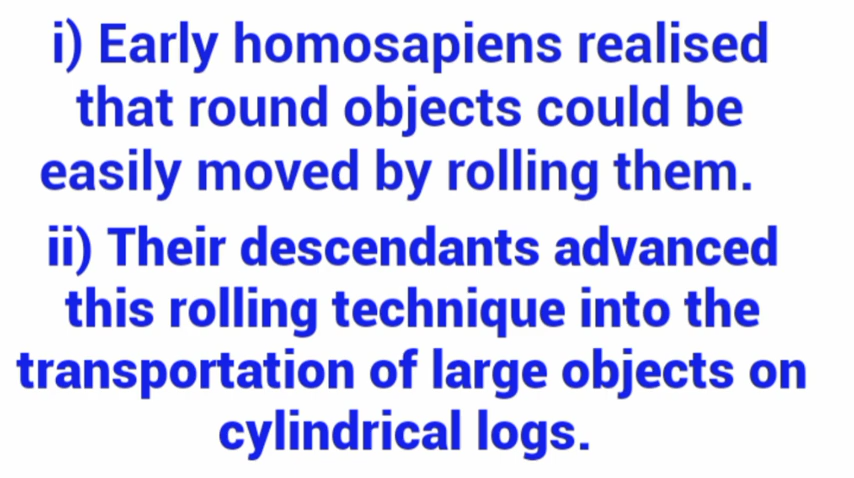 i) Early homosapiens realised
that round objects could be
easily moved by rolling them.
ii) Their descendants advanced
this rolling technique into the
transportation of large objects on
cylindrical logs.